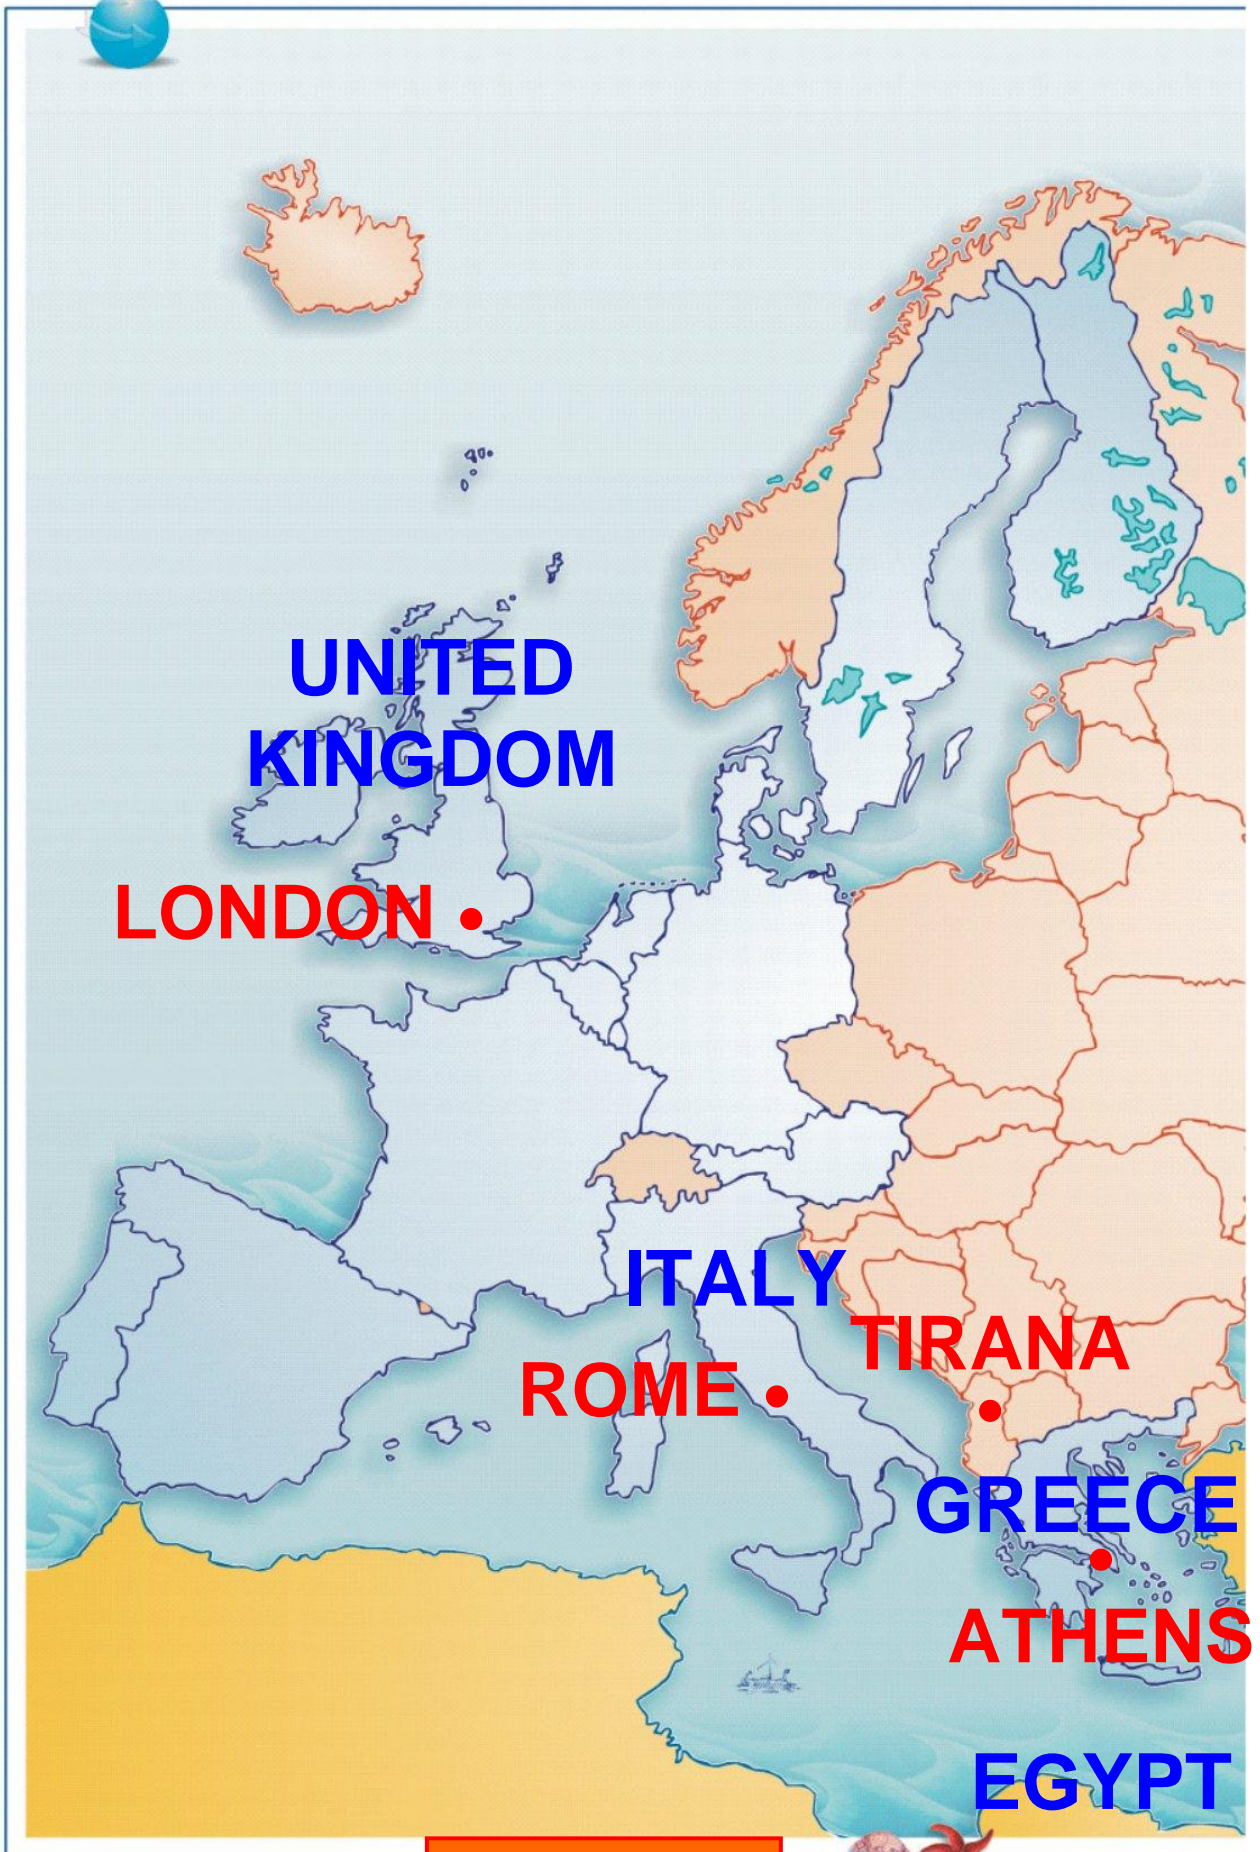 UNITED
KINGDOM
LONDON
ITALY
TIRANA
ROME
GREECE
ATHENS
EGYPT